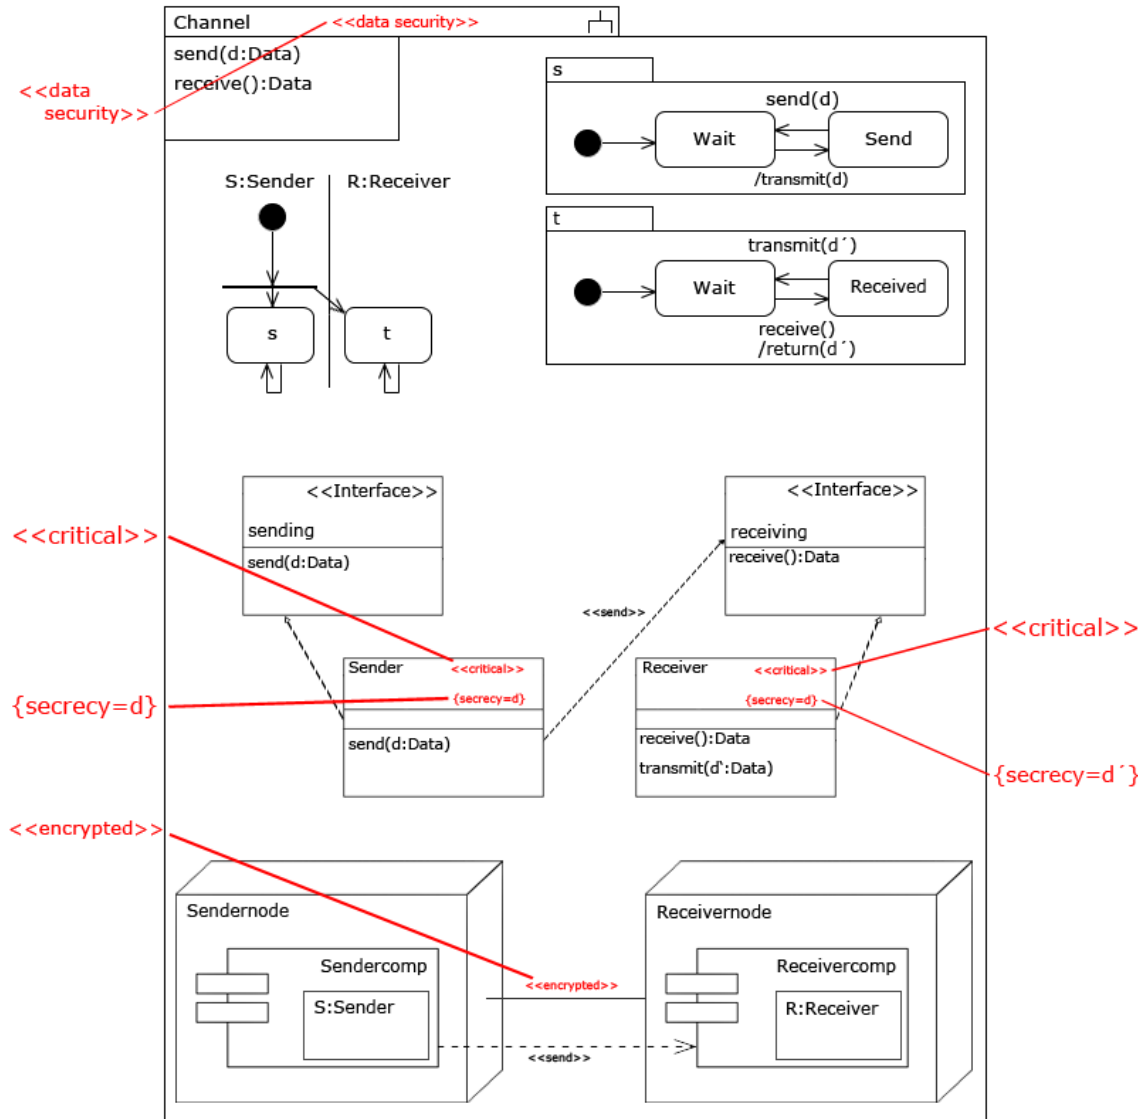 Channel
<<data security>>
send(d:Data)
receive():Data
<<data
security>>
s
send(d)
Wait
Send
/transmit(d)
S:Sender
R:Receiver
s
t
t
transmit(d´)
Wait
Received
receive()
/return(d´)
<<Interface>>
sending
send(d:Data)
<<Interface>>
receiving
receive():Data
<<critical>>
<<send>>
<<critical>>
Sender
<<critical>>
{secrecy=d}
send(d:Data)
Receiver
<<critical>>
{secrecy=d}
receive():Data
transmit(d‘:Data)
{secrecy=d}
{secrecy=d´}
<<encrypted>>
Sendernode
Sendercomp
S:Sender
<<encrypted>>
<<send>>
Receivernode
Receivercomp
R:Receiver